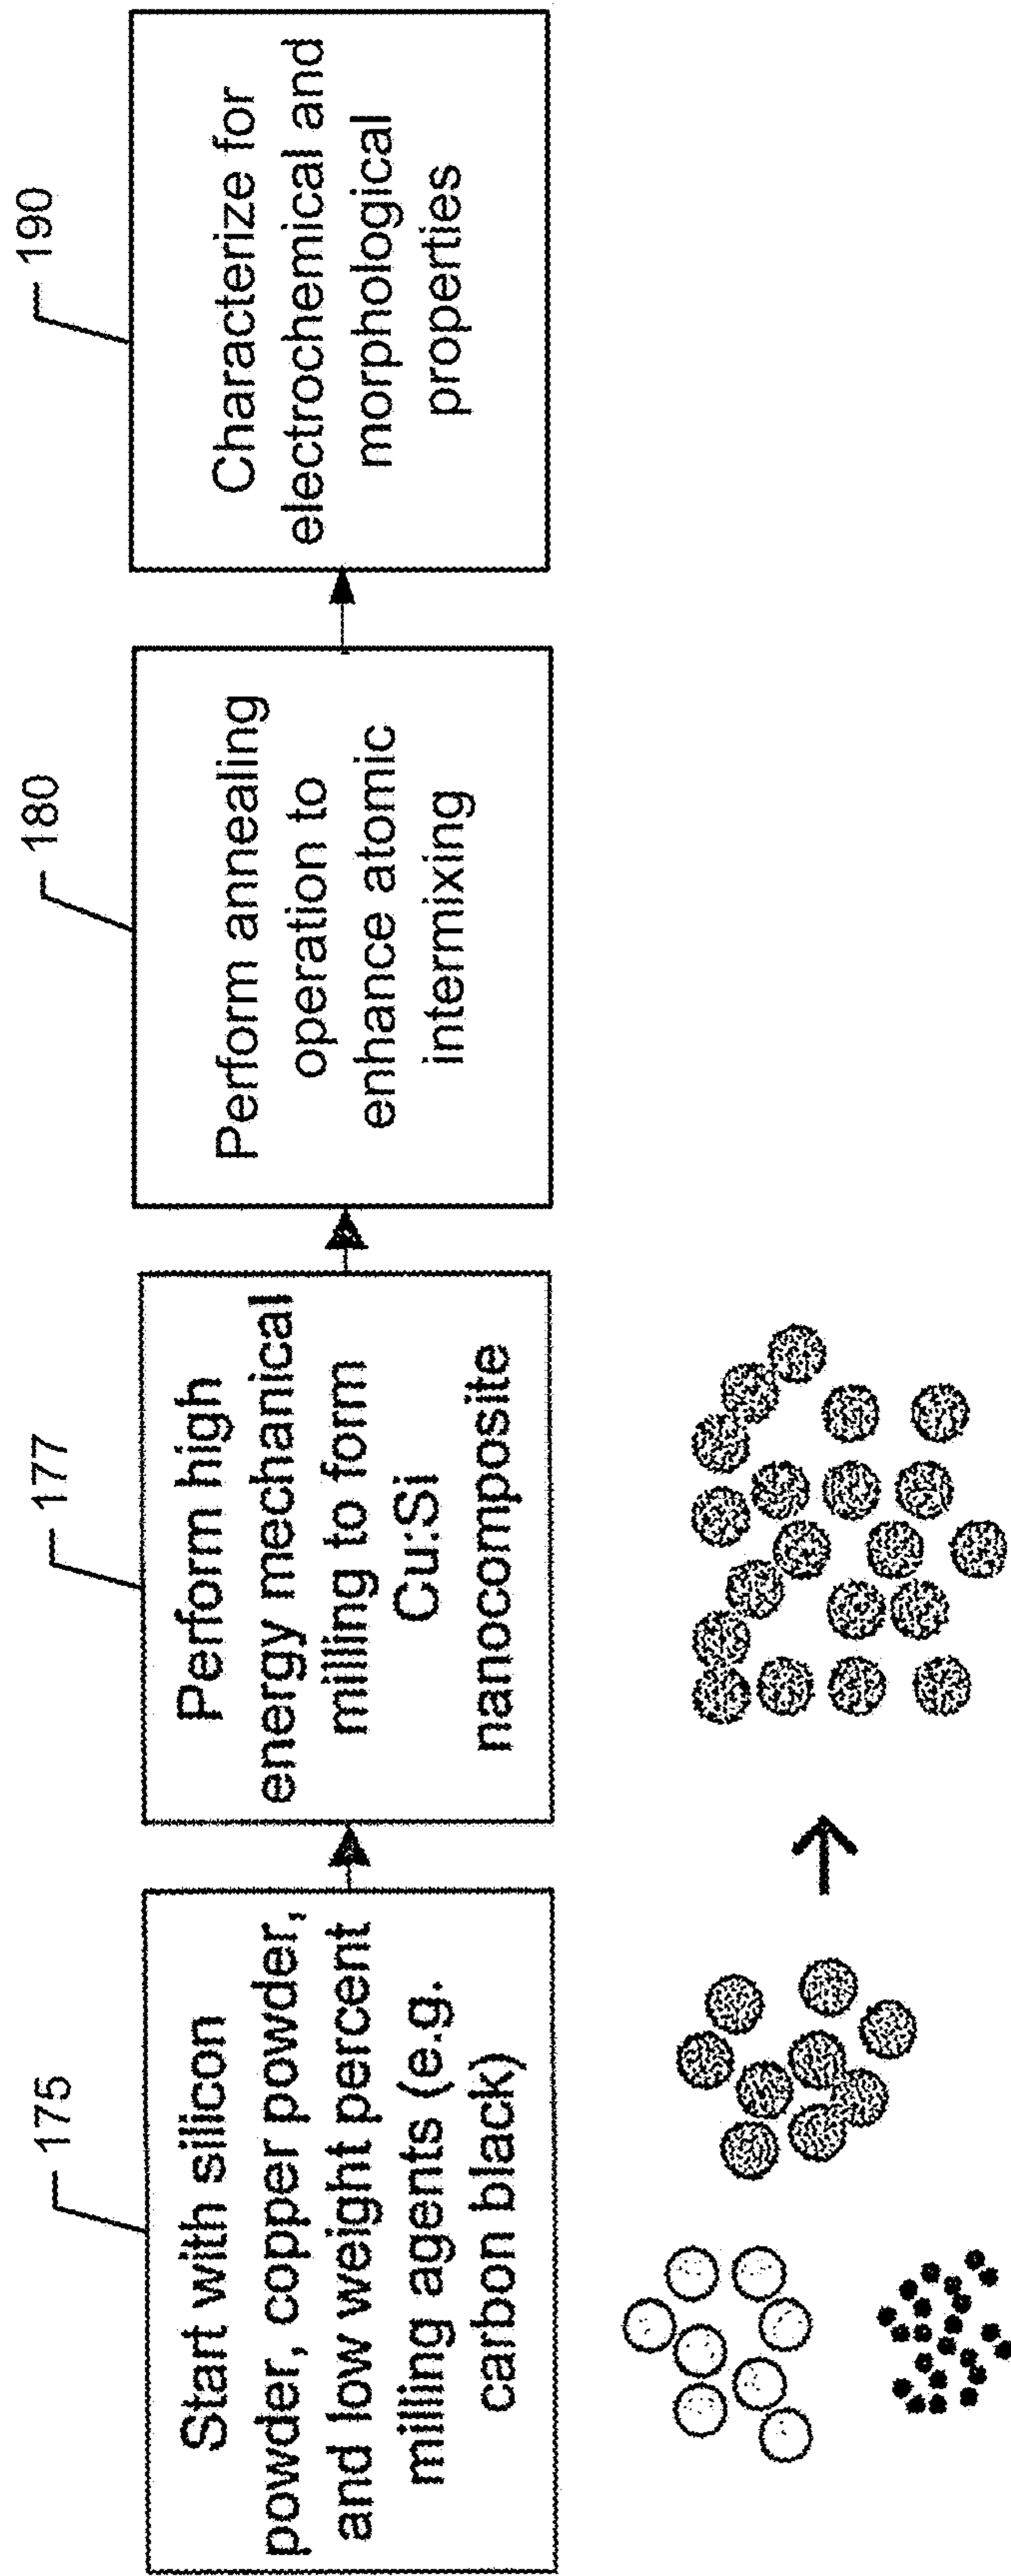 175
Start with silicon
powder, copper powder,
and low weight percent
milling agents (e.g.
carbon black)
177
Perform high
energy mechanical
milling to form
Cu:Si
nanocomposite
180
Perform annealing
operation to
enhance atomic
intermixing
190
Characterize for
electrochemical and
morphological
properties